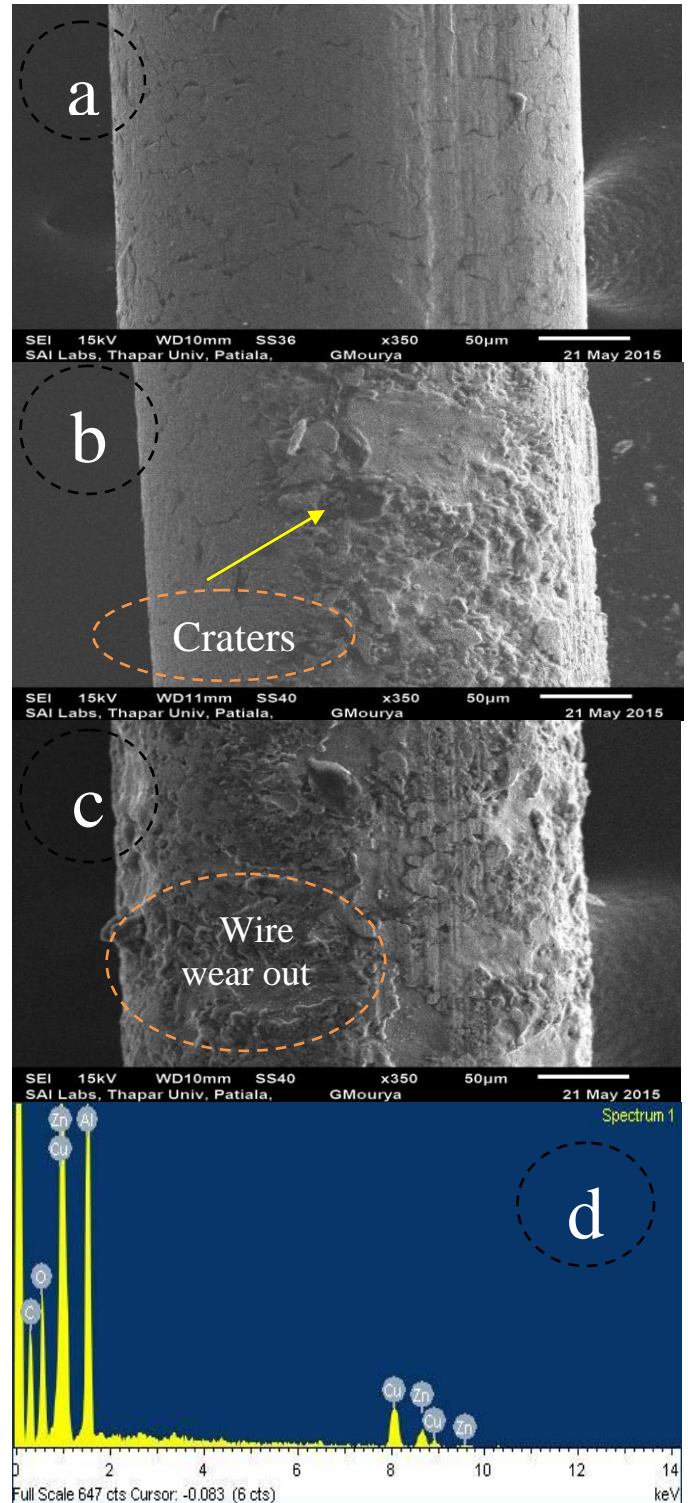 a
SEI 15kV WD10mm SS36 x350 50µm
SAI Labs, Thapar Univ, Patiala, GMourya 21 May 2015
b
Craters
SEI 15kV WD11mm SS40 x350 50µm
SAI Labs, Thapar Univ, Patiala, GMourya 21 May 2015
c
Wire
wear out
SEI 15kV WD10mm SS40 x350 50µm
SAI Labs, Thapar Univ, Patiala, GMourya 21 May 2015
Zn Al Spectrum 1
Cu
d
O
C
Cu Zn
Cu Zn
0 2 4 6 8 10 12 14
Full Scale 647 cts Cursor: -0.083 (6 cts) keV